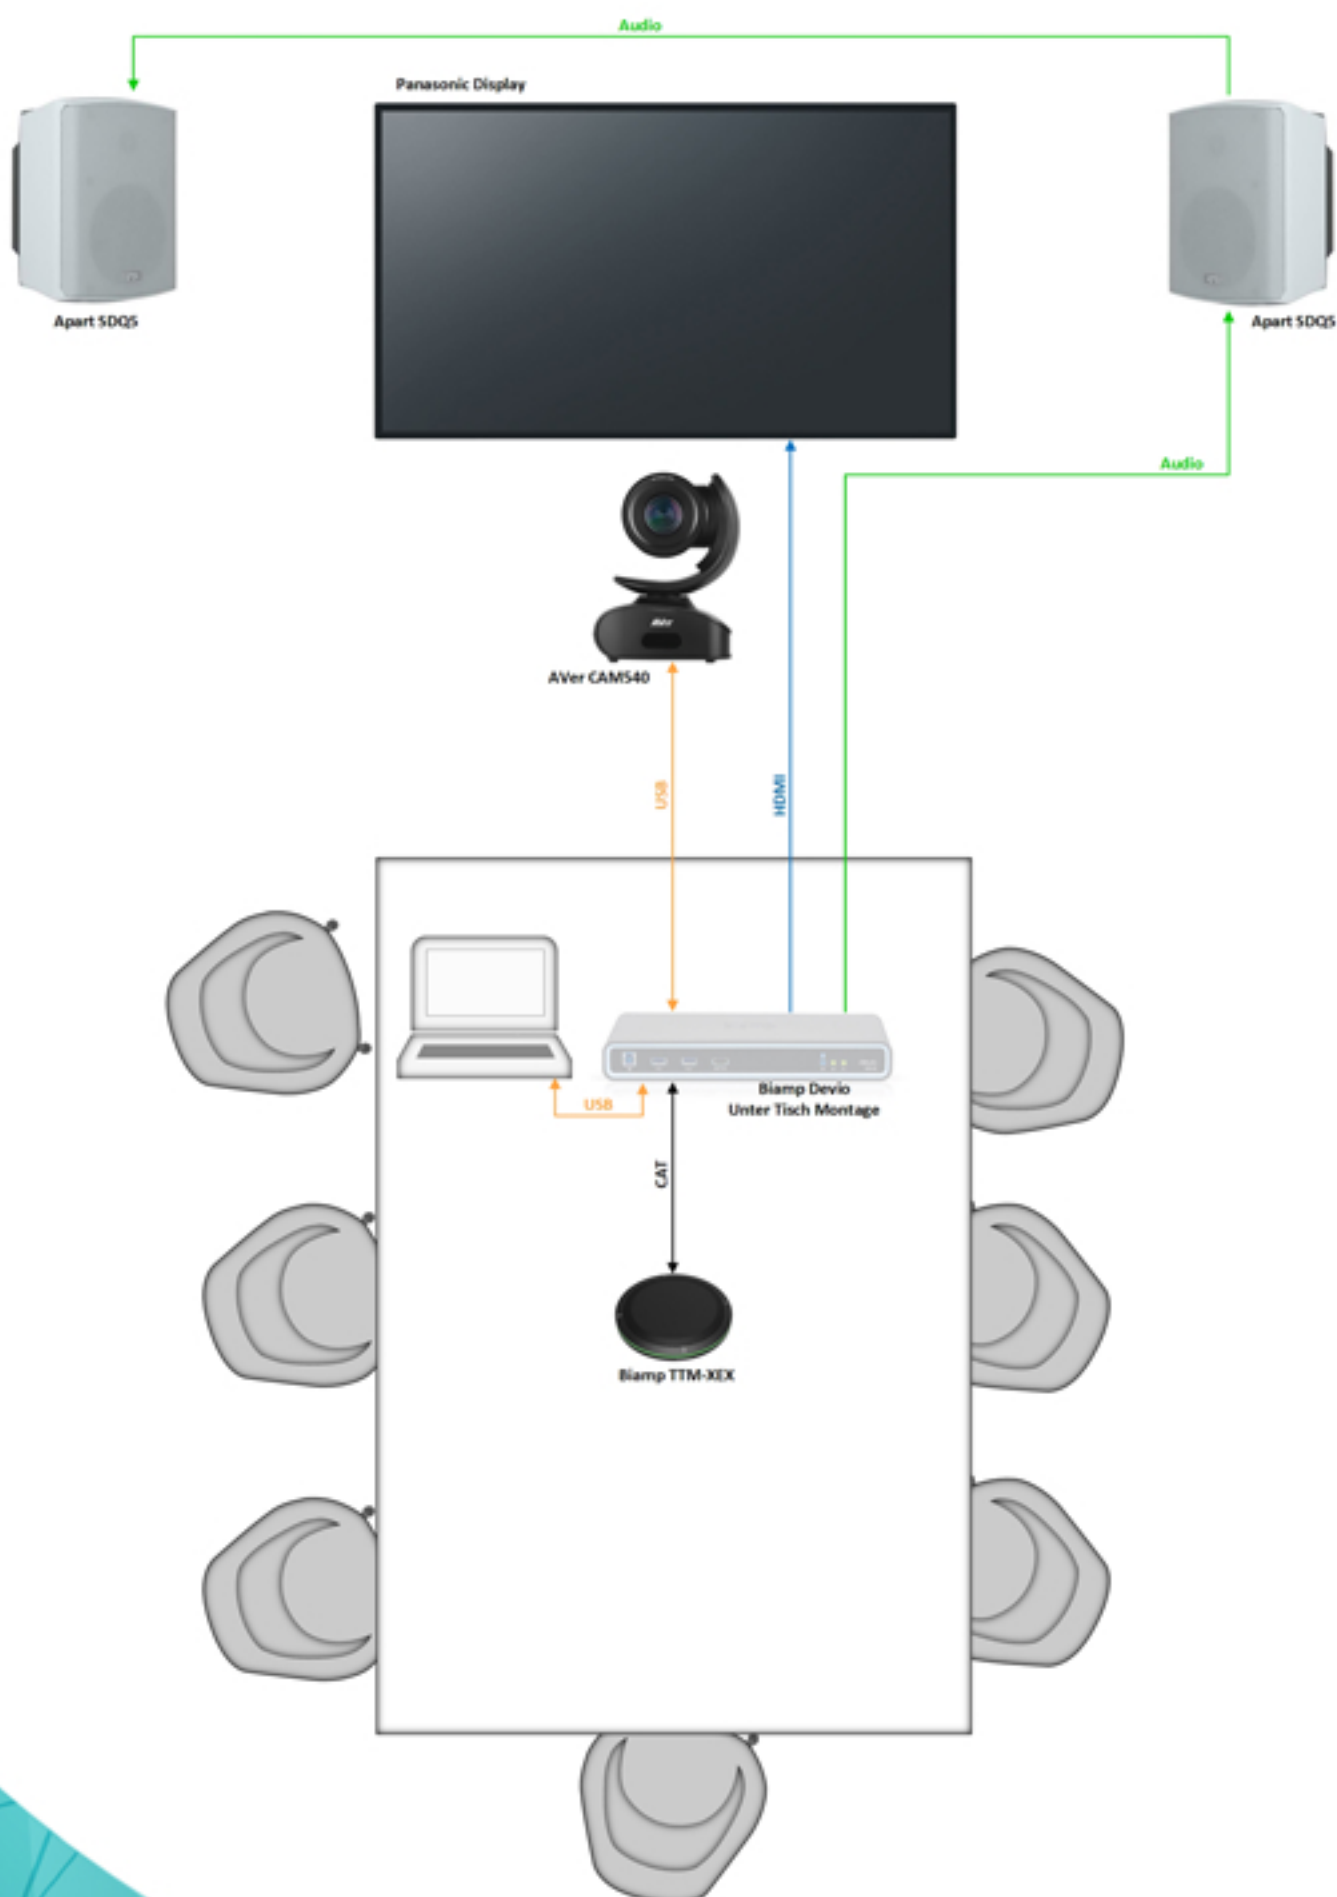 Audio
Panasonic Display
Apart SDQ5
Apart SDQ5
Audio
AVer
AVer CAM540
USB
HDMI
Biamp Devio
Unter Tisch Montage
USB
CAT
Biamp TTM-XEX